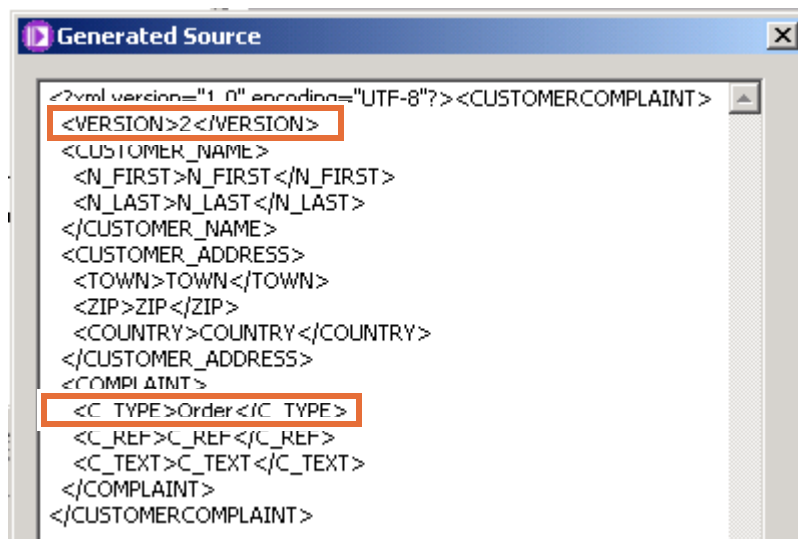 Generated Source
<?xml version="1.0" encoding="UTF-8"?><CUSTOMERCOMPLAINT>
<VERSION>2</VERSION>
<CUSTOMER_NAME>
<N_FIRST>N_FIRST</N_FIRST>
<N_LAST>N_LAST</N_LAST>
</CUSTOMER_NAME>
<CUSTOMER_ADDRESS>
<TOWN>TOWN</TOWN>
<ZIP>ZIP</ZIP>
<COUNTRY>COUNTRY</COUNTRY>
</CUSTOMER_ADDRESS>
<COMPLAINT>
<C_TYPE>Order</C_TYPE>
<C_REF>C_REF</C_REF>
<C_TEXT>C_TEXT</C_TEXT>
</COMPLAINT>
</CUSTOMERCOMPLAINT>